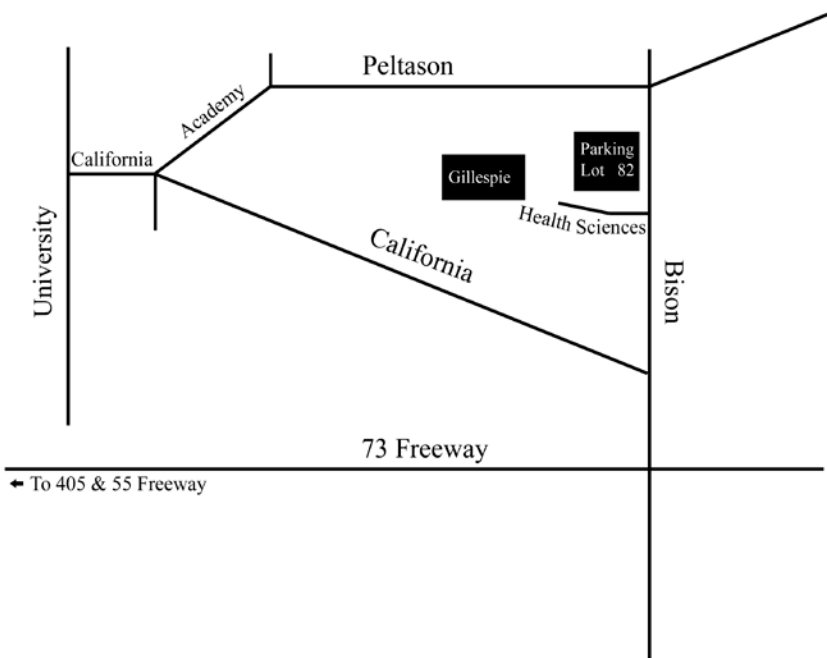 Peltason
Academy
California
Parking
Lot 82
Gillespie
Health Sciences
University
California
Bison
73 Freeway
← To 405 & 55 Freeway